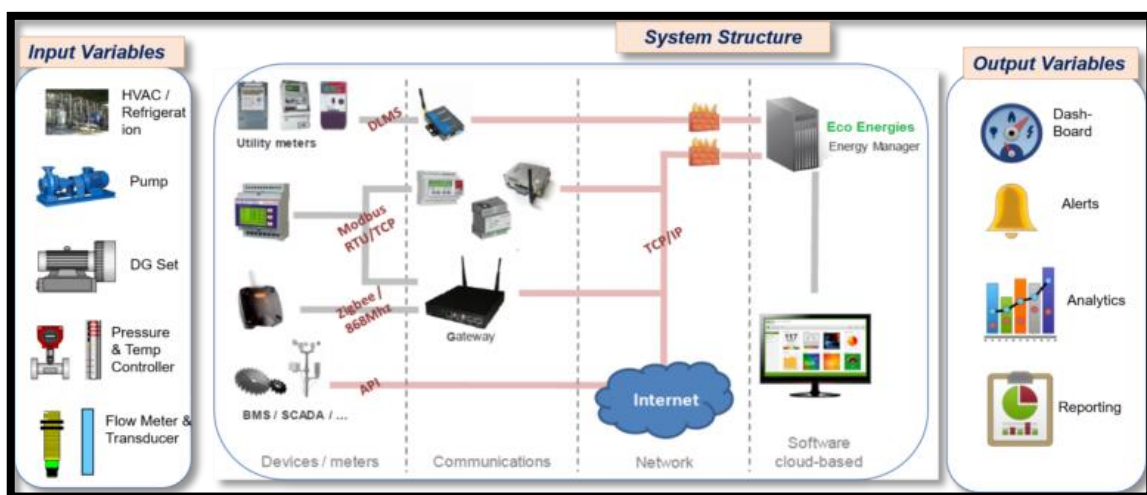 Input Variables
HVAC /
Refrigerat
ion
Pump
DG Set
Pressure
& Temp
Controller
Flow Meter &
Transducer
System Structure
Utility meters
DLMS
Modbus
RTU/TCP
Zigbee /
868Mhz
Gateway
BMS / SCADA / ...
API
TCP/IP
Internet
Eco Energies
Energy Manager
Devices / meters
Communications
Network
Software
cloud-based
Output Variables
Dash-
Board
Alerts
Analytics
Reporting